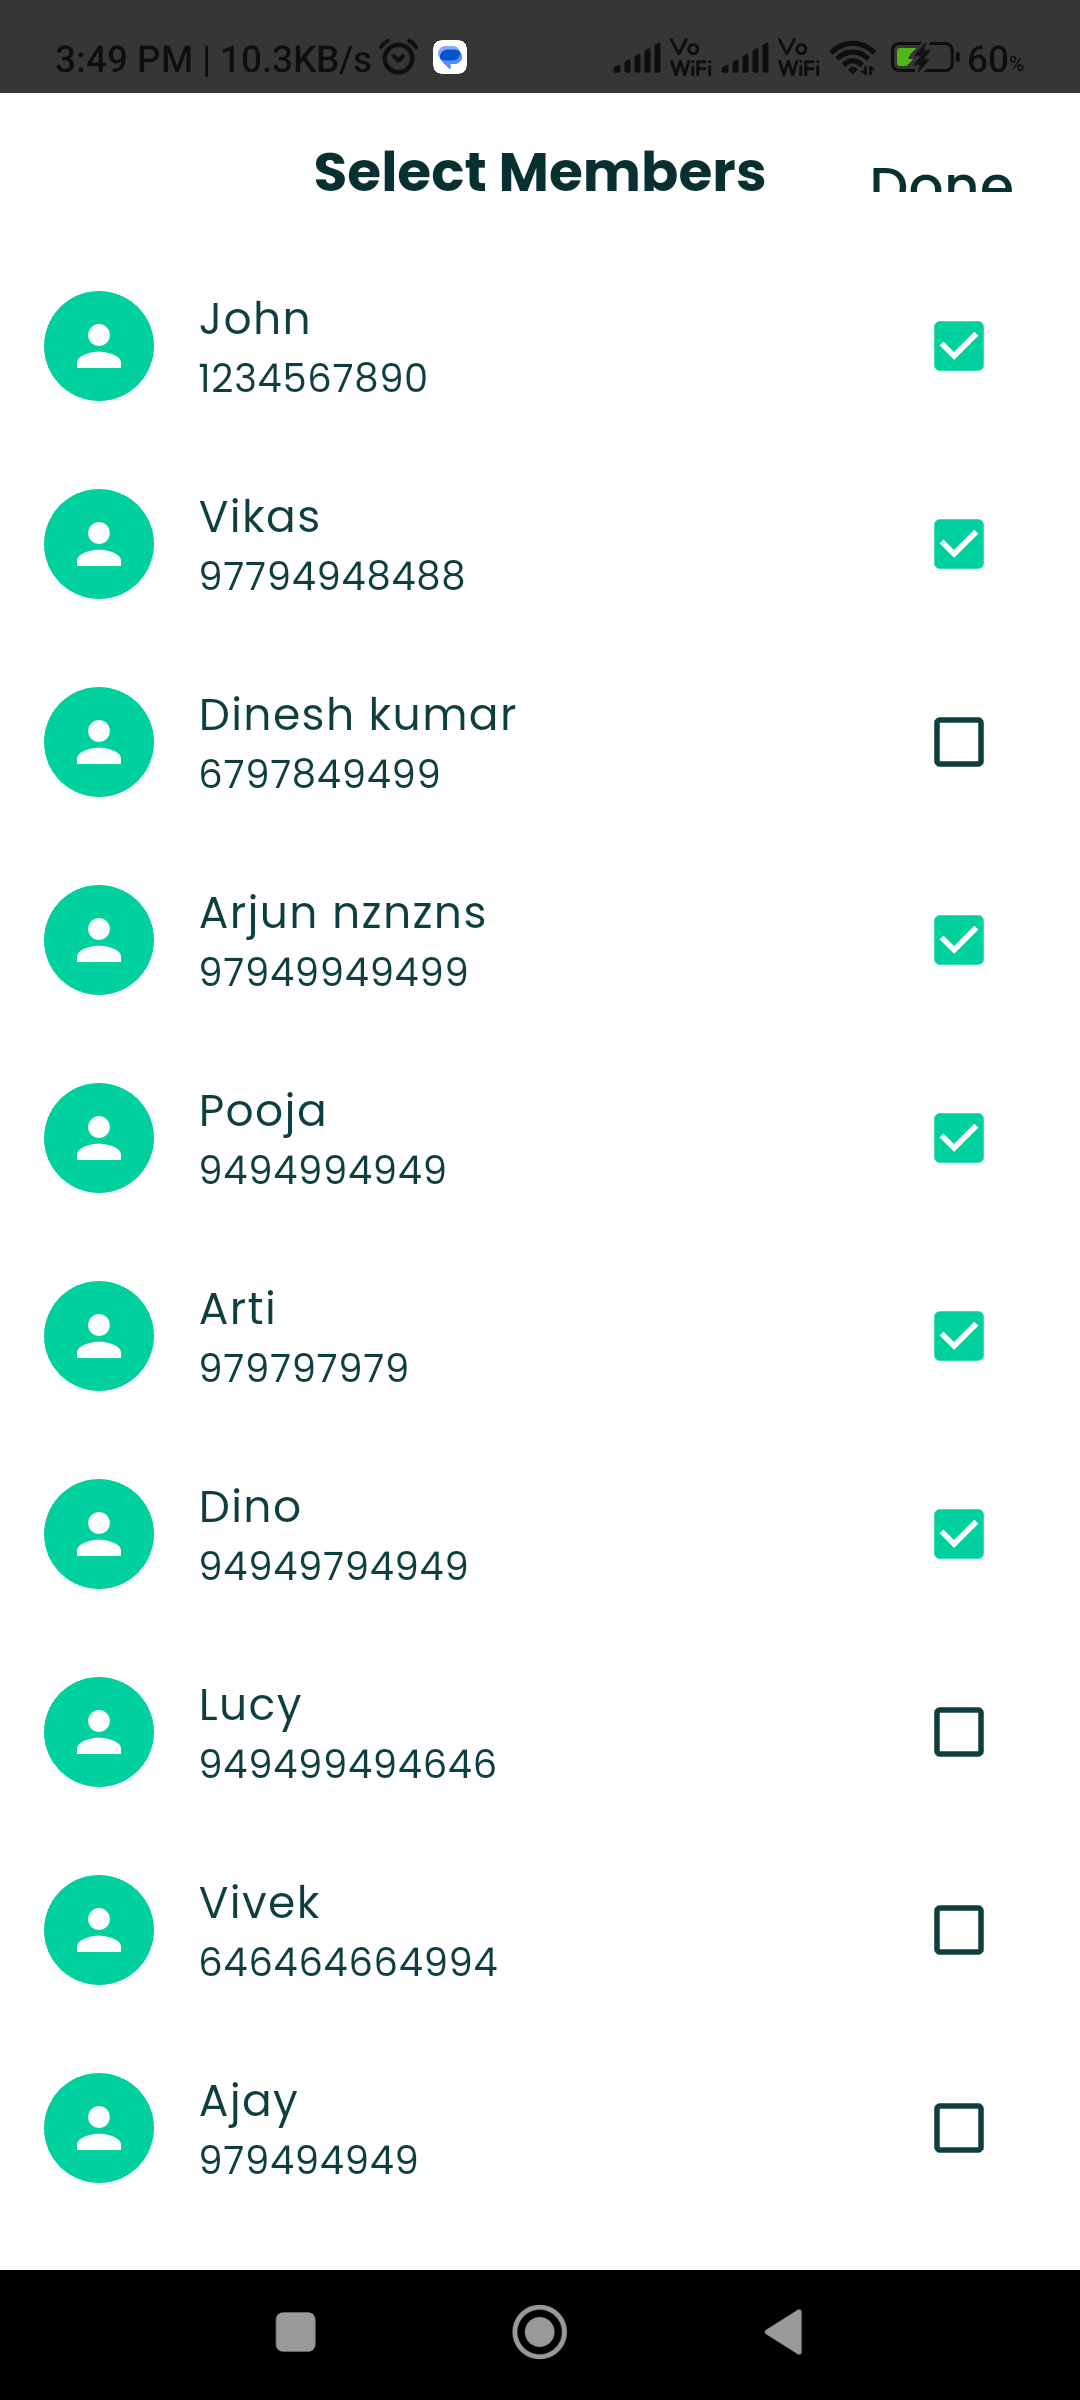 3:49 PM | 10.3KB/s Vo WiFi Vo WiFi 60%
Select Members Done
John
1234567890
Vikas
97794948488
Dinesh kumar
6797849499
Arjun nznzns
97949949499
Pooja
9494994949
Arti
979797979
Dino
94949794949
Lucy
949499494646
Vivek
646464664994
Ajay
979494949